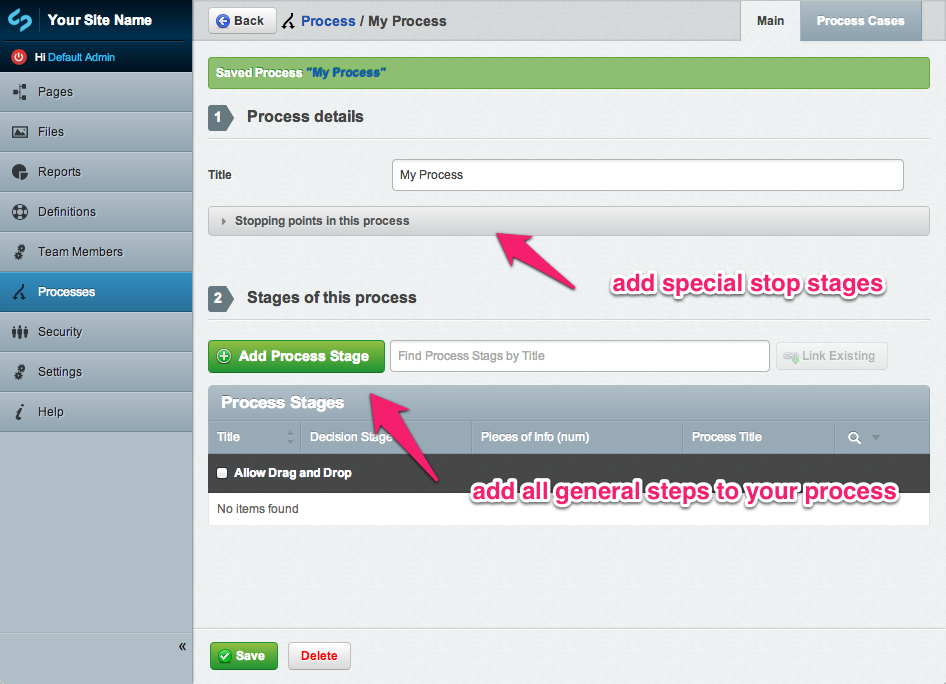 Your Site Name
Hi Default Admin
Pages
Files
Reports
Definitions
Team Members
Processes
Security
Settings
Help
«
Back
Process / My Process
Main
Process Cases
Saved Process "My Process"
1 Process details
Title
My Process
Stopping points in this process
add special stop stages
2 Stages of this process
Add Process Stage
Find Process Stags by Title
Link Existing
Process Stages
Title
Decision Stage
Pieces of Info (num)
Process Title
Allow Drag and Drop
add all general steps to your process
No items found
Save
Delete